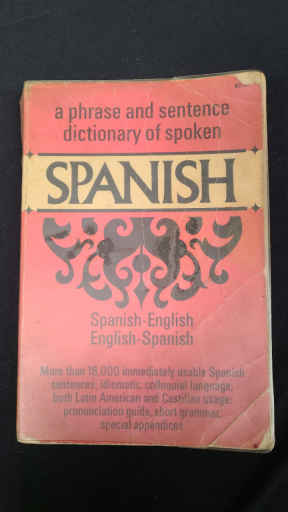 a phrase and sentence
dictionary of spoken
SPANISH
Spanish-English
English-Spanish
More than 18,000 immediately usable Spanish
sentences, idiomatic, colloquial language,
both Latin American and Castilian usage;
pronunciation guide, short grammar,
special appendices